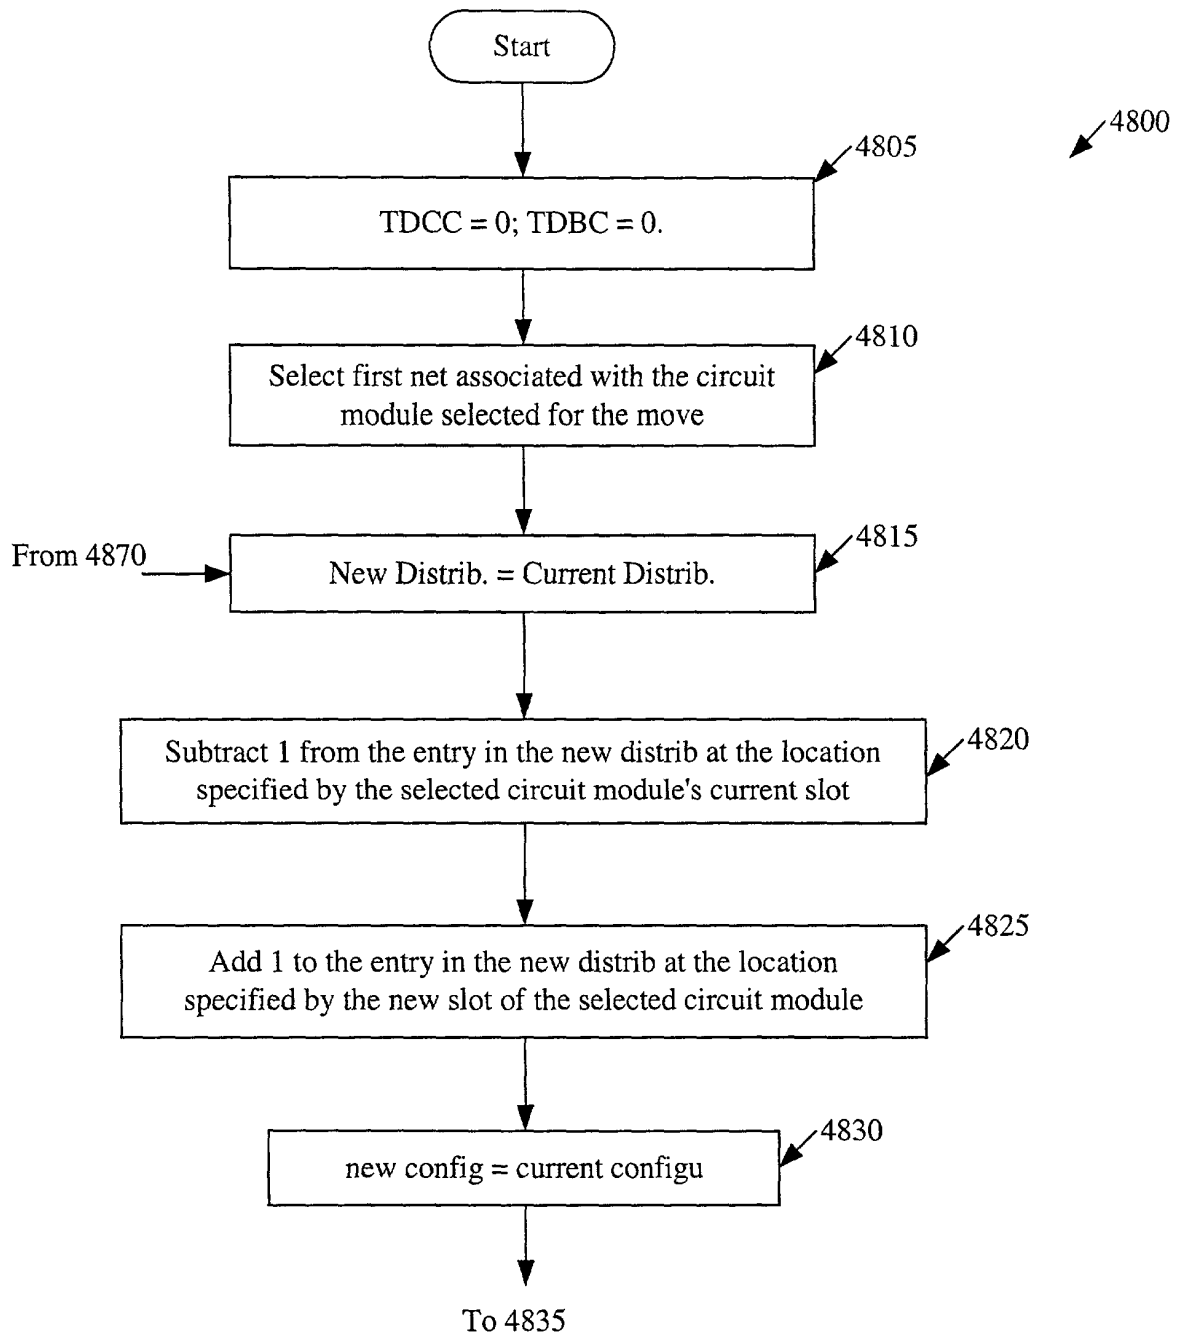 Start
4800
4805
TDCC = 0; TDBC = 0.
4810
Select first net associated with the circuit
module selected for the move
4815
From 4870
New Distrib. = Current Distrib.
4820
Subtract 1 from the entry in the new distrib at the location
specified by the selected circuit module's current slot
4825
Add 1 to the entry in the new distrib at the location
specified by the new slot of the selected circuit module
4830
new config = current configu
To 4835